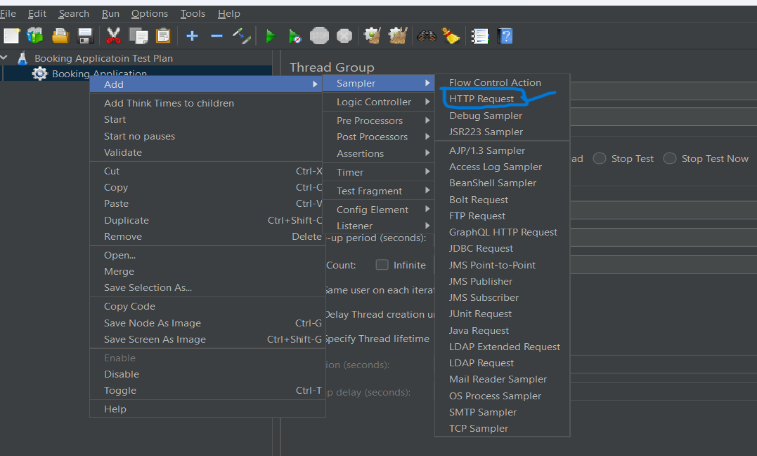 File Edit Search Run Options Tools Help
Booking Applicatoin Test Plan
Booking Application
Thread Group
Add
Add Think Times to children
Start
Start no pauses
Validate
Cut Ctrl-X
Copy Ctrl-C
Paste Ctrl-V
Duplicate Ctrl+Shift-C
Remove Delete
Open...
Merge
Save Selection As...
Copy Code
Save Node As Image Ctrl-G
Save Screen As Image Ctrl+Shift-G
Enable
Disable
Toggle Ctrl-T
Help
Sampler
Logic Controller
Pre Processors
Post Processors
Assertions
Timer
Test Fragment
Config Element
Listener
-up period (seconds):
Count: Infinite
Same user on each itera
Delay Thread creation u
Specify Thread lifetime
ion (seconds):
p delay (seconds):
Flow Control Action
HTTP Request
Debug Sampler
JSR223 Sampler
AJP/1.3 Sampler
Access Log Sampler
BeanShell Sampler
Bolt Request
FTP Request
GraphQL HTTP Request
JDBC Request
JMS Point-to-Point
JMS Publisher
JMS Subscriber
JUnit Request
Java Request
LDAP Extended Request
LDAP Request
Mail Reader Sampler
OS Process Sampler
SMTP Sampler
TCP Sampler
ad Stop Test Stop Test Now